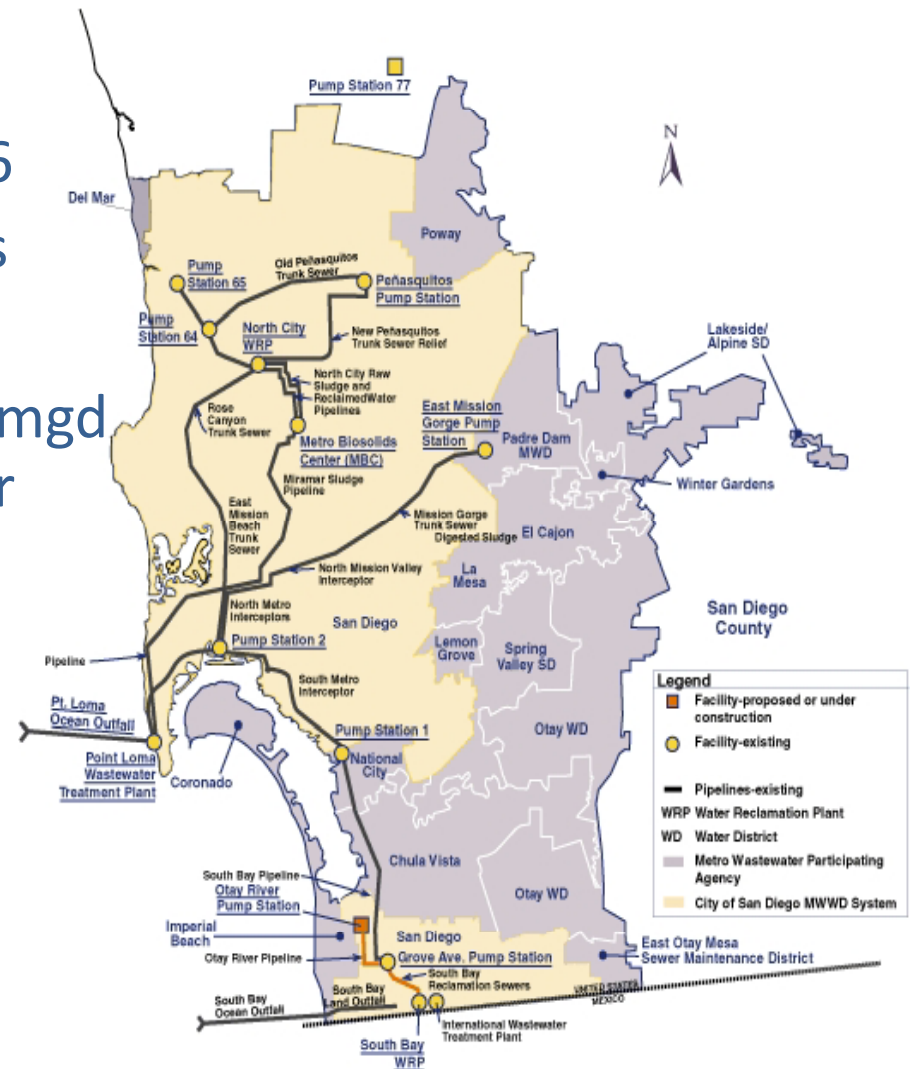 6
s
mgd
r
Pump Station 77
N
Del Mar
Poway
Pump
Station 65
Old Peñasquitos
Trunk Sewer
Peñasquitos
Pump Station
Pump
Station 64
North City
WRP
New Peñasquitos
Trunk Sewer Relief
Lakeside/
Alpine SD
North City Raw
Sludge and
ReclaimedWater
Pipelines
Rose
Canyon
Trunk Sewer
East Mission
Gorge Pump
Station
Padre Dam
MWD
Metro Biosolids
Center (MBC)
Winter Gardens
Miramar Sludge
Pipeline
East
Mission
Beach
Trunk
Sewer
Mission Gorge
Trunk Sewer
Digested Sludge
El Cajon
North Mission Valley
Interceptor
La
Mesa
North Metro
Interceptors
San Diego
San Diego
County
Lemon
Grove
Spring
Valley SD
Pump Station 2
Pipeline
South Metro
Interceptor
Pt. Loma
Ocean Outfall
Pump Station 1
Otay WD
Point Loma
Wastewater
Treatment Plant
Coronado
National
City
Legend
Facility-proposed or under
construction
Facility-existing
Pipelines-existing
WRP Water Reclamation Plant
WD Water District
Metro Wastewater Participating
Agency
City of San Diego MWWD System
Chula Vista
South Bay Pipeline
Otay River
Pump Station
Otay WD
Imperial
Beach
San Diego
Otay River Pipeline
Grove Ave. Pump Station
East Otay Mesa
Sewer Maintenance District
South Bay
Reclamation Sewers
South Bay
Land Outfall
South Bay
Ocean Outfall
UNITED STATES
MEXICO
International Wastewater
Treatment Plant
South Bay
WRP